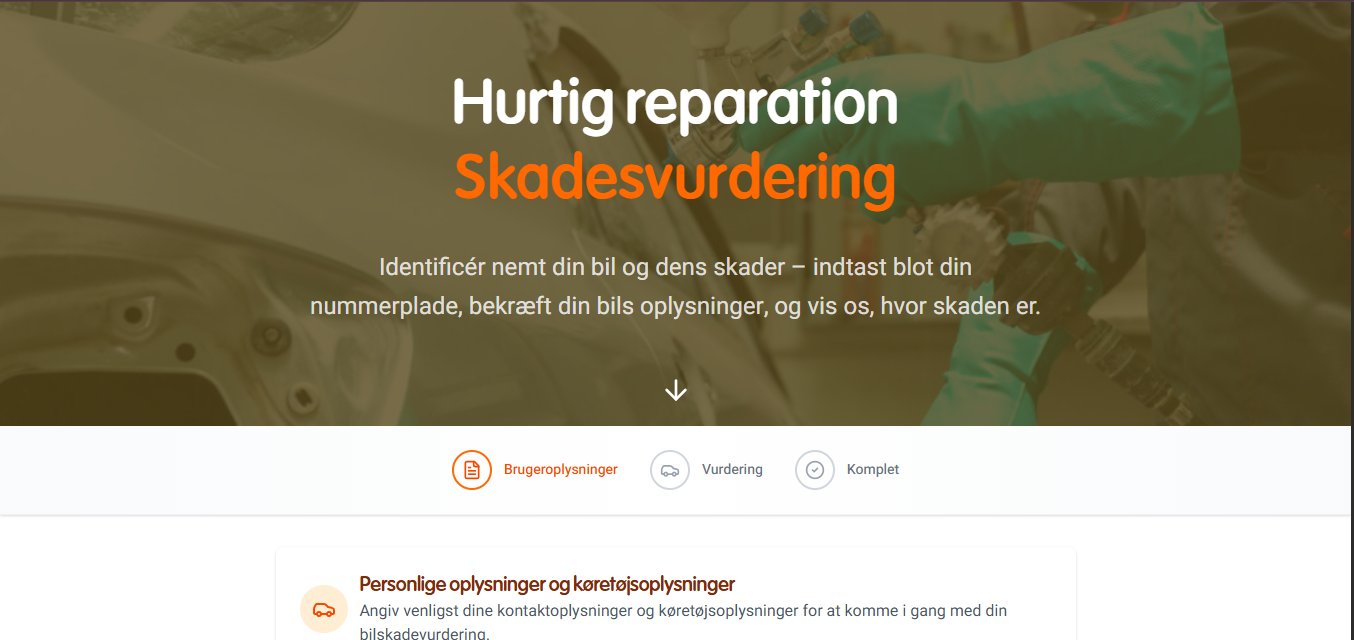 Hurtig reparation
Skadesvurdering
Identificér nemt din bil og dens skader – indtast blot din
nummerplade, bekræft din bils oplysninger, og vis os, hvor skaden er.
Brugeroplysninger
Vurdering
Komplet
Personlige oplysninger og køretøjsoplysninger
Angiv venligst dine kontaktoplysninger og køretøjsoplysninger for at komme i gang med din
bilskadevurdering.